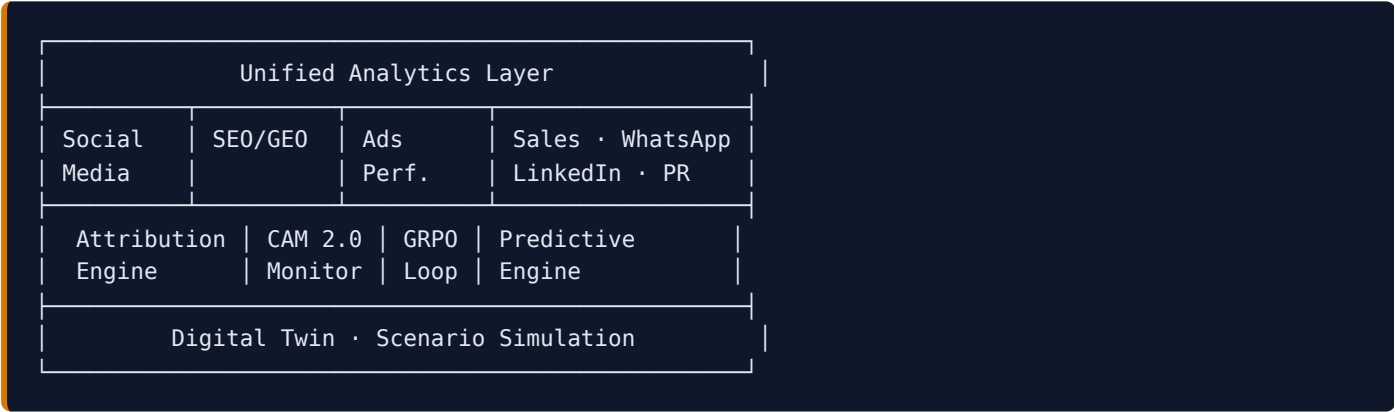 Unified Analytics Layer
Social │ SEO/GEO │ Ads │ Sales · WhatsApp
Media │ │ Perf. │ LinkedIn · PR
Attribution │ CAM 2.0 │ GRPO │ Predictive
Engine │ Monitor │ Loop │ Engine
Digital Twin · Scenario Simulation